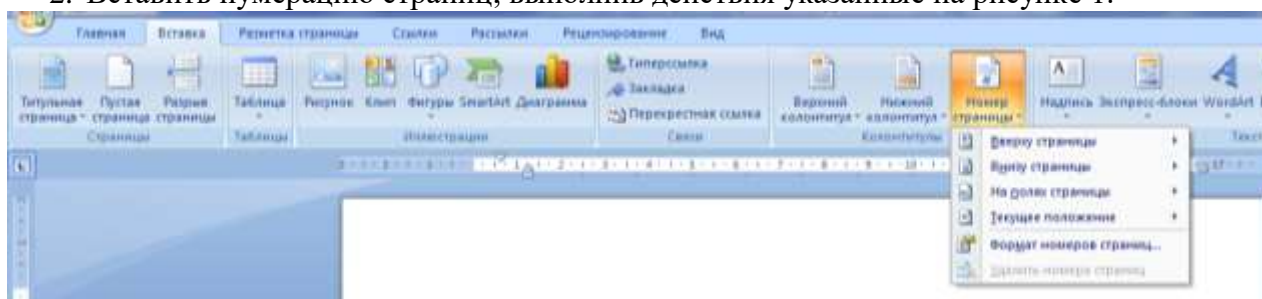 2. Вставить нумерацию страниц, выполнив действия указанные на рисунке 1.
Главная Вставка Разметка страницы Ссылки Рассылки Рецензирование Вид
Гиперссылка
Закладка
Перекрестная ссылка
Титульная страница Пустая страница Разрыв страницы Таблица Рисунок Клип Фигуры SmartArt Диаграмма Верхний колонтитул Нижний колонтитул Номер страницы Надпись Экспресс-блоки WordArt
Страницы Таблицы Иллюстрации Связи Колонтитулы Текст
Вверху страницы
Внизу страницы
На полях страницы
Текущее положение
Формат номеров страниц...
Удалить номера страниц